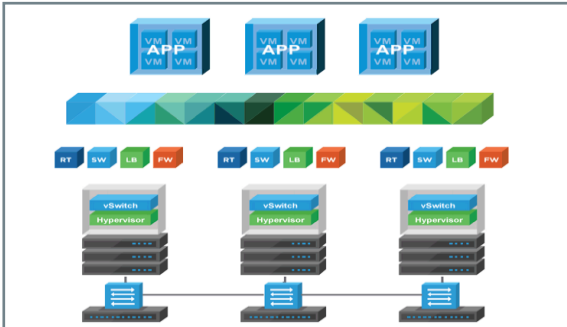 VM VM VM VM VM VM
APP APP APP
VM VM VM VM VM VM
RT SW LB FW RT SW LB FW RT SW LB FW
vSwitch vSwitch vSwitch
Hypervisor Hypervisor Hypervisor